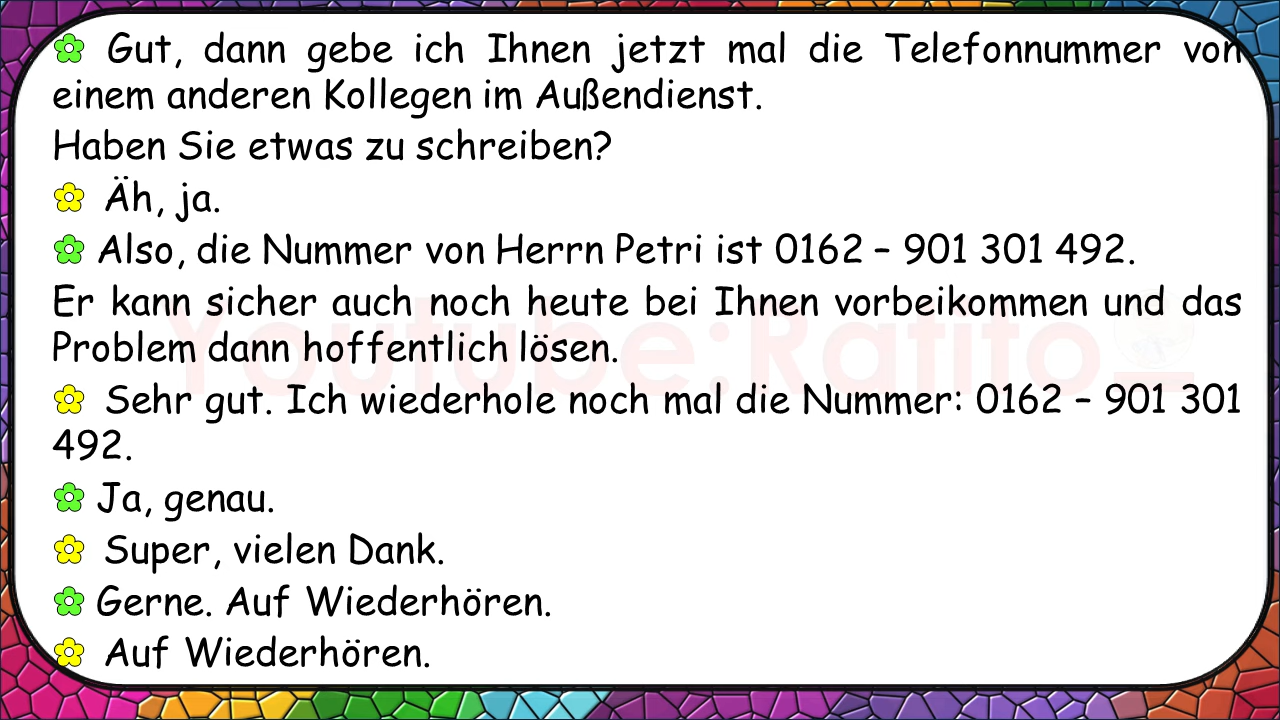 Gut, dann gebe ich Ihnen jetzt mal die Telefonnummer von
einem anderen Kollegen im Außendienst.
Haben Sie etwas zu schreiben?
Äh, ja.
Also, die Nummer von Herrn Petri ist 0162 – 901 301 492.
Er kann sicher auch noch heute bei Ihnen vorbeikommen und das
Problem dann hoffentlich lösen.
Youtube:Ratito
Sehr gut. Ich wiederhole noch mal die Nummer: 0162 – 901 301
492.
Ja, genau.
Super, vielen Dank.
Gerne. Auf Wiederhören.
Auf Wiederhören.